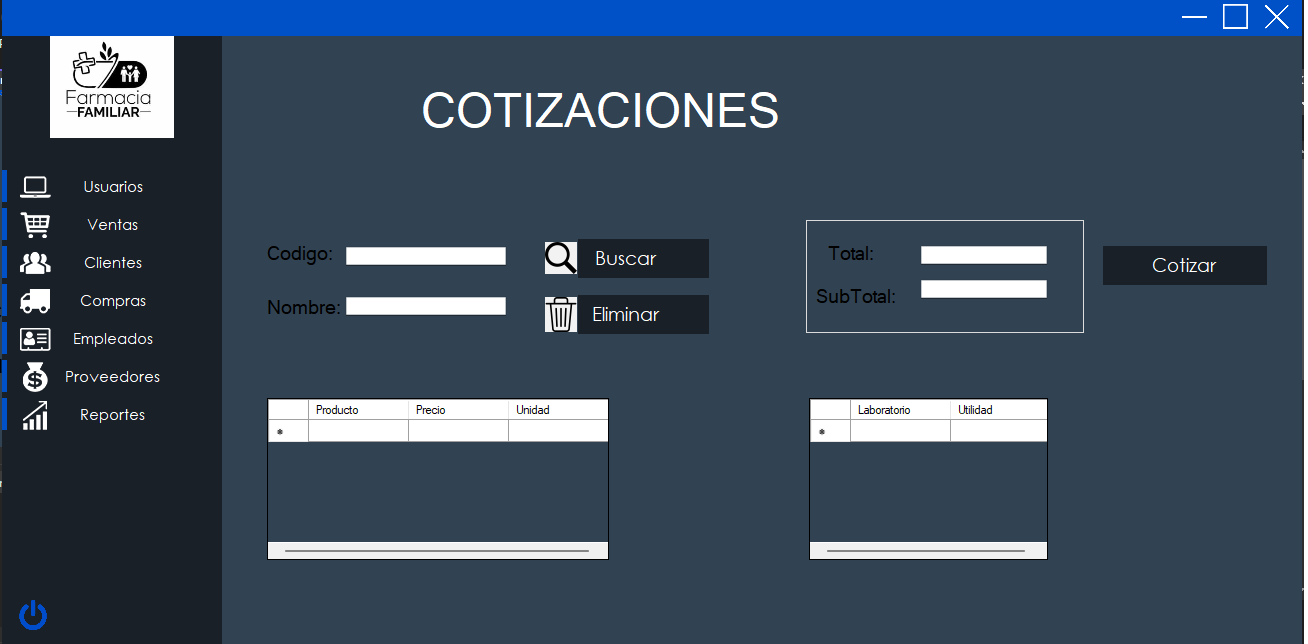 Farmacia
FAMILIAR
COTIZACIONES
Usuarios
Ventas
Clientes
Compras
Empleados
Proveedores
Reportes
Codigo:
Buscar
Nombre:
Eliminar
Total:
SubTotal:
Cotizar
Producto Precio Unidad
Laboratorio Utilidad